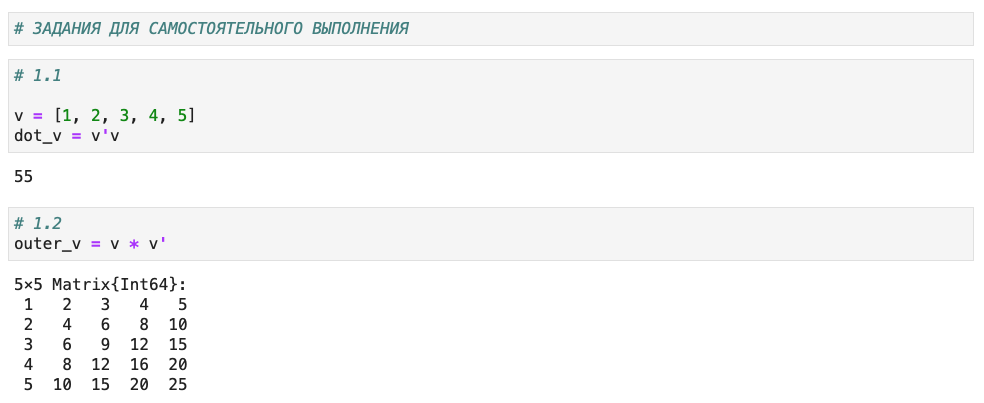 # ЗАДАНИЯ ДЛЯ САМОСТОЯТЕЛЬНОГО ВЫПОЛНЕНИЯ
# 1.1
v = [1, 2, 3, 4, 5]
dot_v = v'v
55
# 1.2
outer_v = v * v'
5×5 Matrix{Int64}:
1 2 3 4 5
2 4 6 8 10
3 6 9 12 15
4 8 12 16 20
5 10 15 20 25